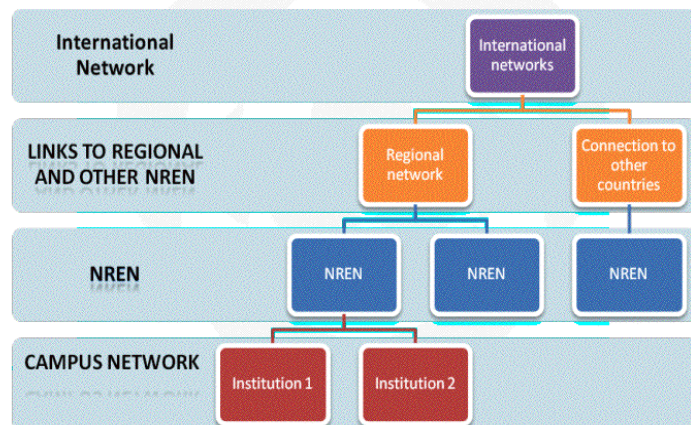 International
Network
International
networks
LINKS TO REGIONAL
AND OTHER NREN
Regional
network
Connection to
other
countries
NREN
NREN
NREN
NREN
CAMPUS NETWORK
Institution 1
Institution 2